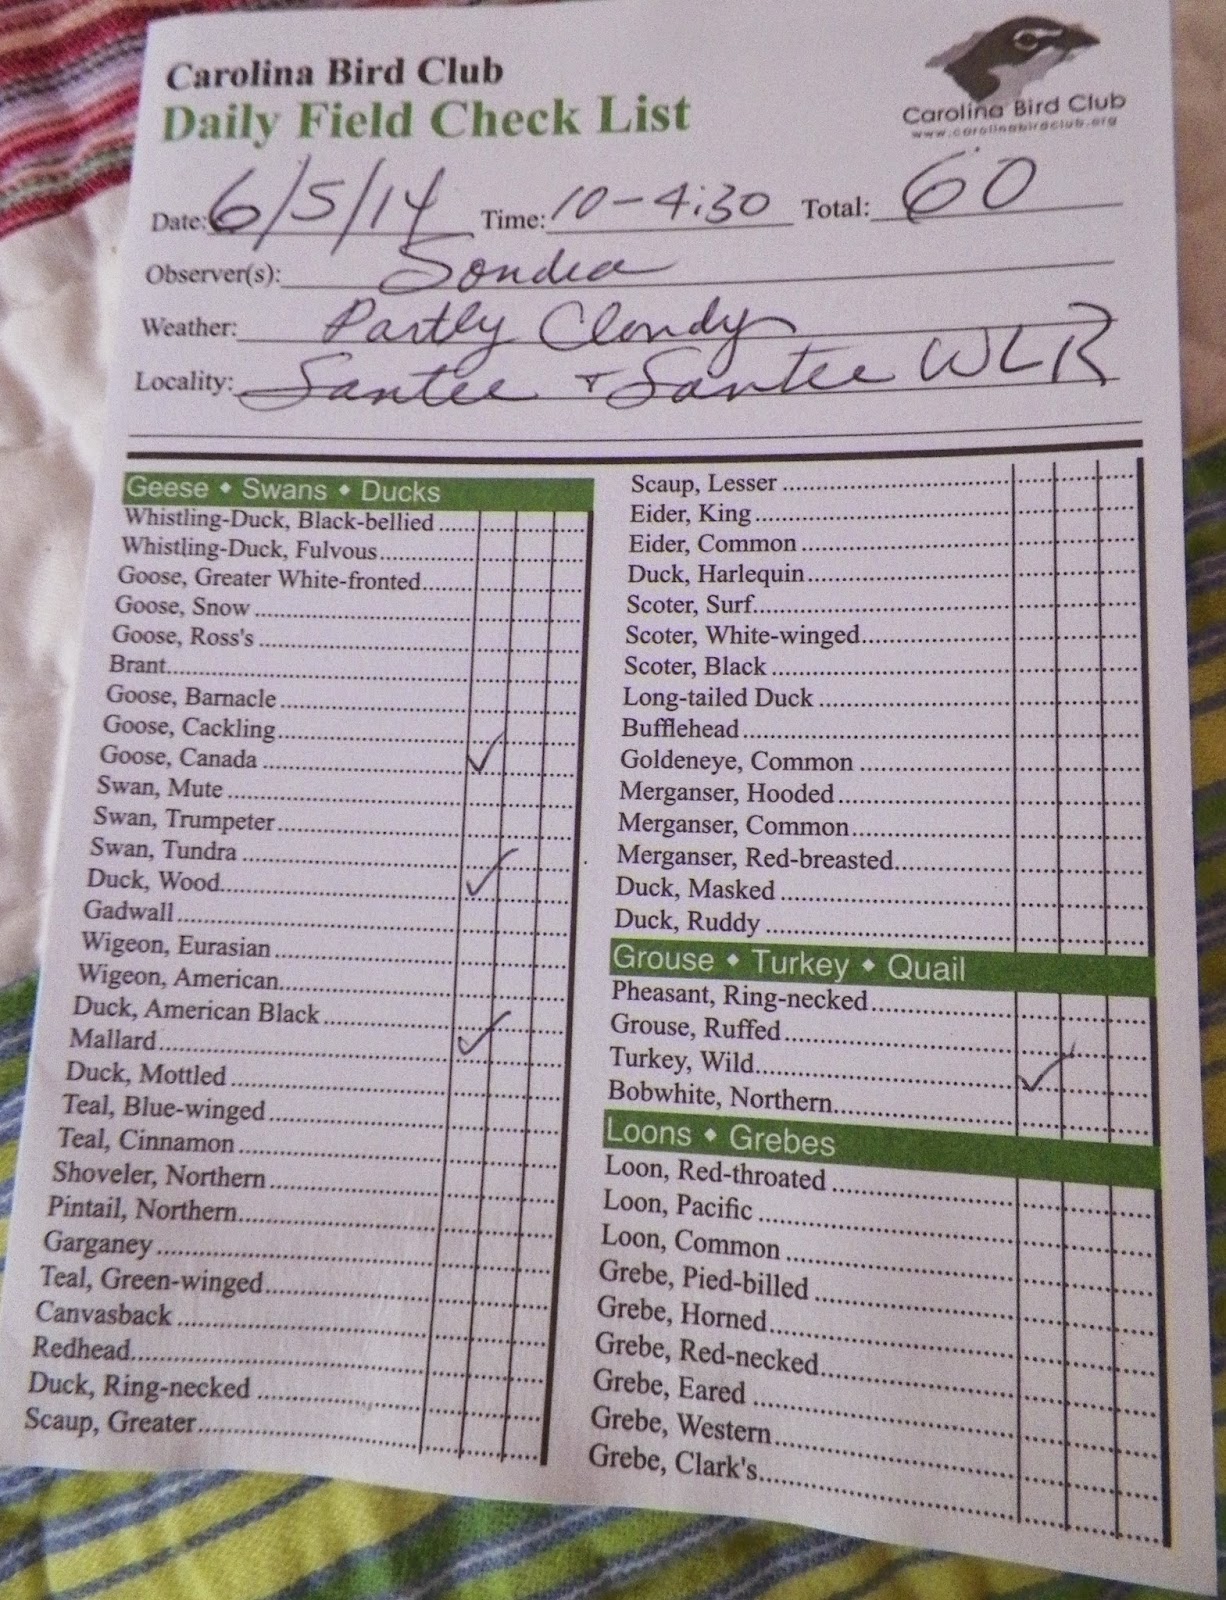 Carolina Bird Club
Daily Field Check List
Carolina Bird Club
www.carolinabirdclub.org
Date: 6/5/14 Time: 10-4:30 Total: 60
Observer(s): Sondra
Weather: Partly Cloudy
Locality: Santee + Santee WLR
Geese • Swans • Ducks
Whistling-Duck, Black-bellied
Whistling-Duck, Fulvous
Goose, Greater White-fronted
Goose, Snow
Goose, Ross's
Brant
Goose, Barnacle
Goose, Cackling
Goose, Canada ✓
Swan, Mute
Swan, Trumpeter
Swan, Tundra
Duck, Wood ✓
Gadwall
Wigeon, Eurasian
Wigeon, American
Duck, American Black
Mallard ✓
Duck, Mottled
Teal, Blue-winged
Teal, Cinnamon
Shoveler, Northern
Pintail, Northern
Garganey
Teal, Green-winged
Canvasback
Redhead
Duck, Ring-necked
Scaup, Greater
Scaup, Lesser
Eider, King
Eider, Common
Duck, Harlequin
Scoter, Surf
Scoter, White-winged
Scoter, Black
Long-tailed Duck
Bufflehead
Goldeneye, Common
Merganser, Hooded
Merganser, Common
Merganser, Red-breasted
Duck, Masked
Duck, Ruddy
Grouse • Turkey • Quail
Pheasant, Ring-necked
Grouse, Ruffed
Turkey, Wild ✓
Bobwhite, Northern
Loons • Grebes
Loon, Red-throated
Loon, Pacific
Loon, Common
Grebe, Pied-billed
Grebe, Horned
Grebe, Red-necked
Grebe, Eared
Grebe, Western
Grebe, Clark's